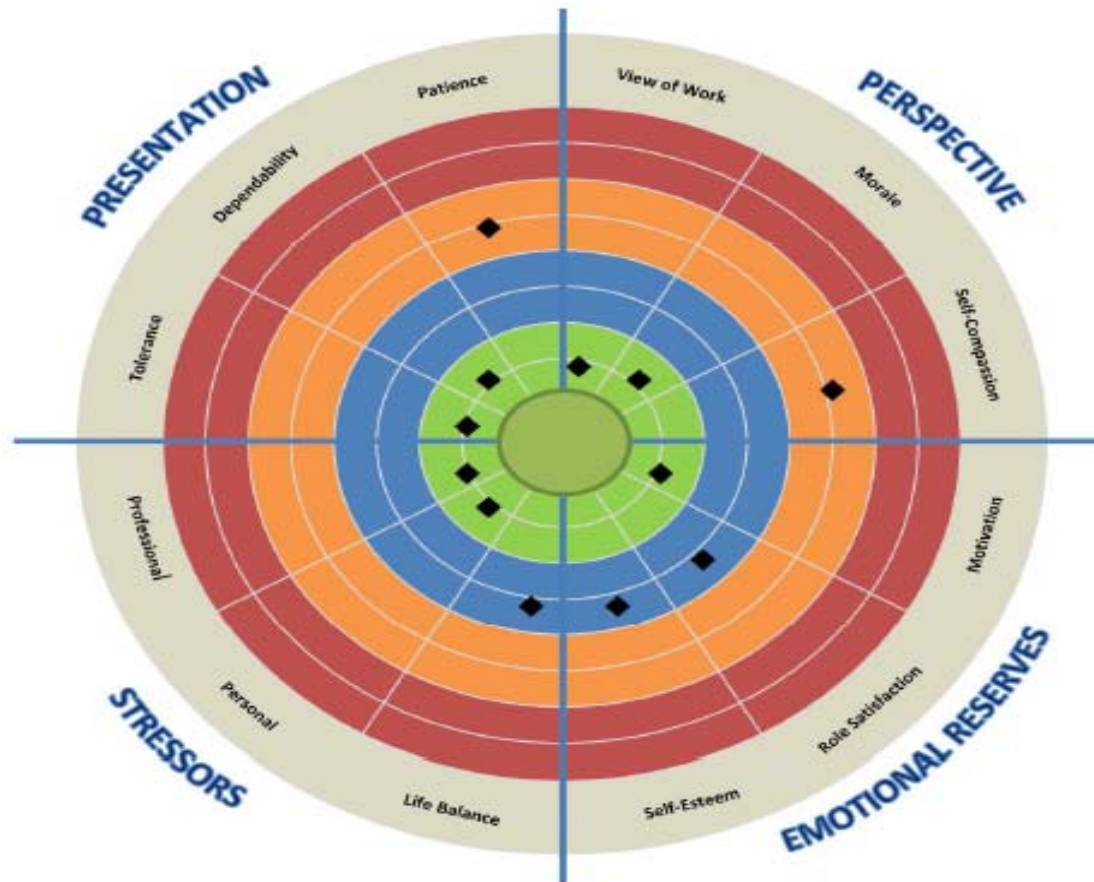 PRESENTATION
PERSPECTIVE
Patience
View of Work
Dependability
Morale
Tolerance
Self-Compassion
Professional
Motivation
Personal
Role Satisfaction
Life Balance
Self-Esteem
STRESSORS
EMOTIONAL RESERVES